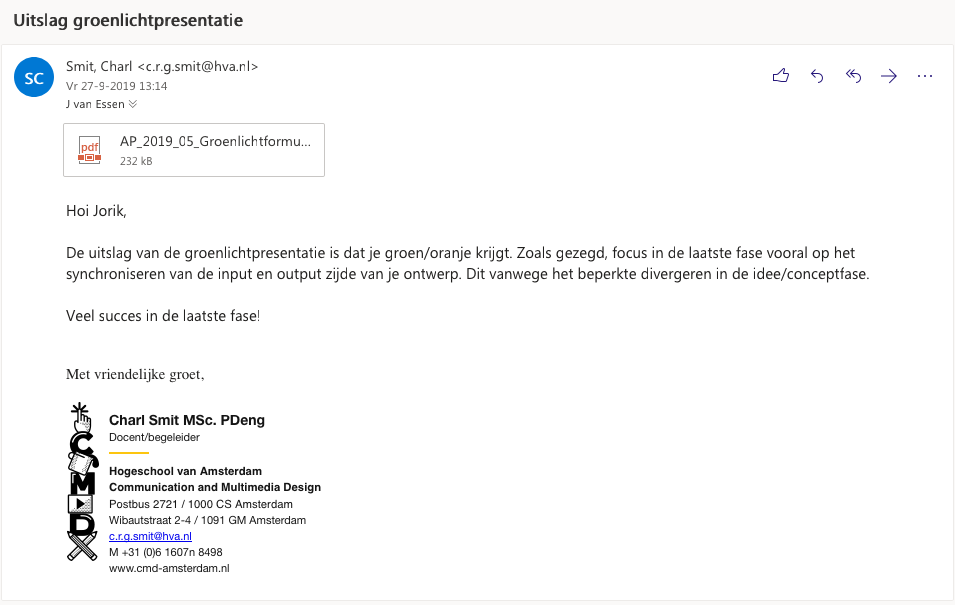 Uitslag groenlichtpresentatie
SC
Smit, Charl <c.r.g.smit@hva.nl>
Vr 27-9-2019 13:14
J van Essen
pdf
AP_2019_05_Groenlichtformu...
232 kB
Hoi Jorik,
De uitslag van de groenlichtpresentatie is dat je groen/oranje krijgt. Zoals gezegd, focus in de laatste fase vooral op het
synchroniseren van de input en output zijde van je ontwerp. Dit vanwege het beperkte divergeren in de idee/conceptfase.
Veel succes in de laatste fase!
Met vriendelijke groet,
CMD
Charl Smit MSc. PDeng
Docent/begeleider
Hogeschool van Amsterdam
Communication and Multimedia Design
Postbus 2721 / 1000 CS Amsterdam
Wibautstraat 2-4 / 1091 GM Amsterdam
c.r.g.smit@hva.nl
M +31 (0)6 1607n 8498
www.cmd-amsterdam.nl